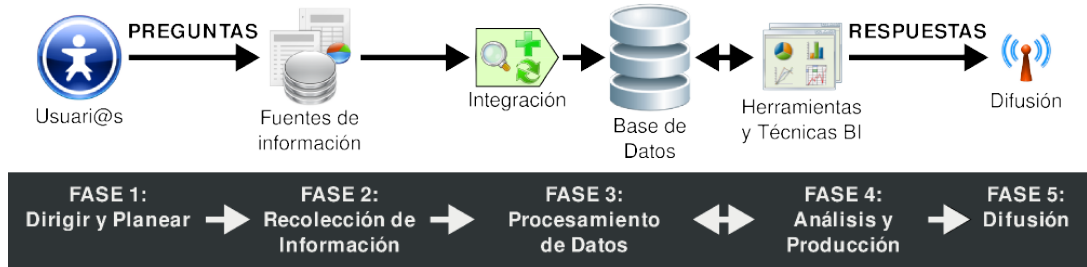 PREGUNTAS
RESPUESTAS
Usuari@s
Fuentes de
información
Integración
Base de
Datos
Herramientas
y Técnicas BI
Difusión
FASE 1:
Dirigir y Planear
FASE 2:
Recolección de
Información
FASE 3:
Procesamiento
de Datos
FASE 4:
Análisis y
Producción
FASE 5:
Difusión